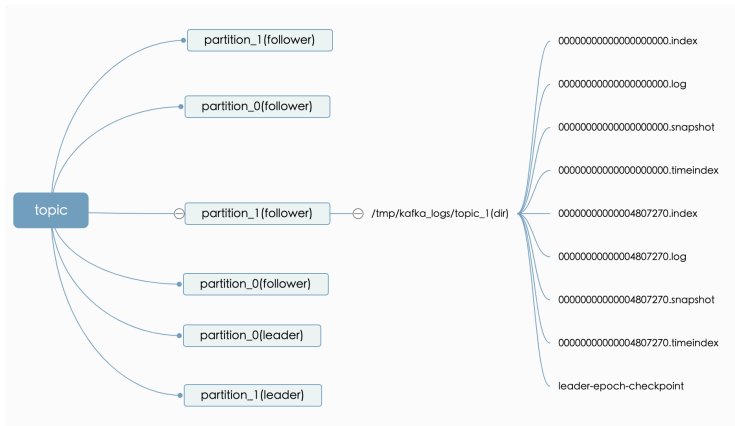 topic
partition_1(follower)
partition_0(follower)
partition_1(follower)
partition_0(follower)
partition_0(leader)
partition_1(leader)
/tmp/kafka_logs/topic_1(dir)
00000000000000000000.index
00000000000000000000.log
00000000000000000000.snapshot
00000000000000000000.timeindex
00000000000004807270.index
00000000000004807270.log
00000000000004807270.snapshot
00000000000004807270.timeindex
leader-epoch-checkpoint